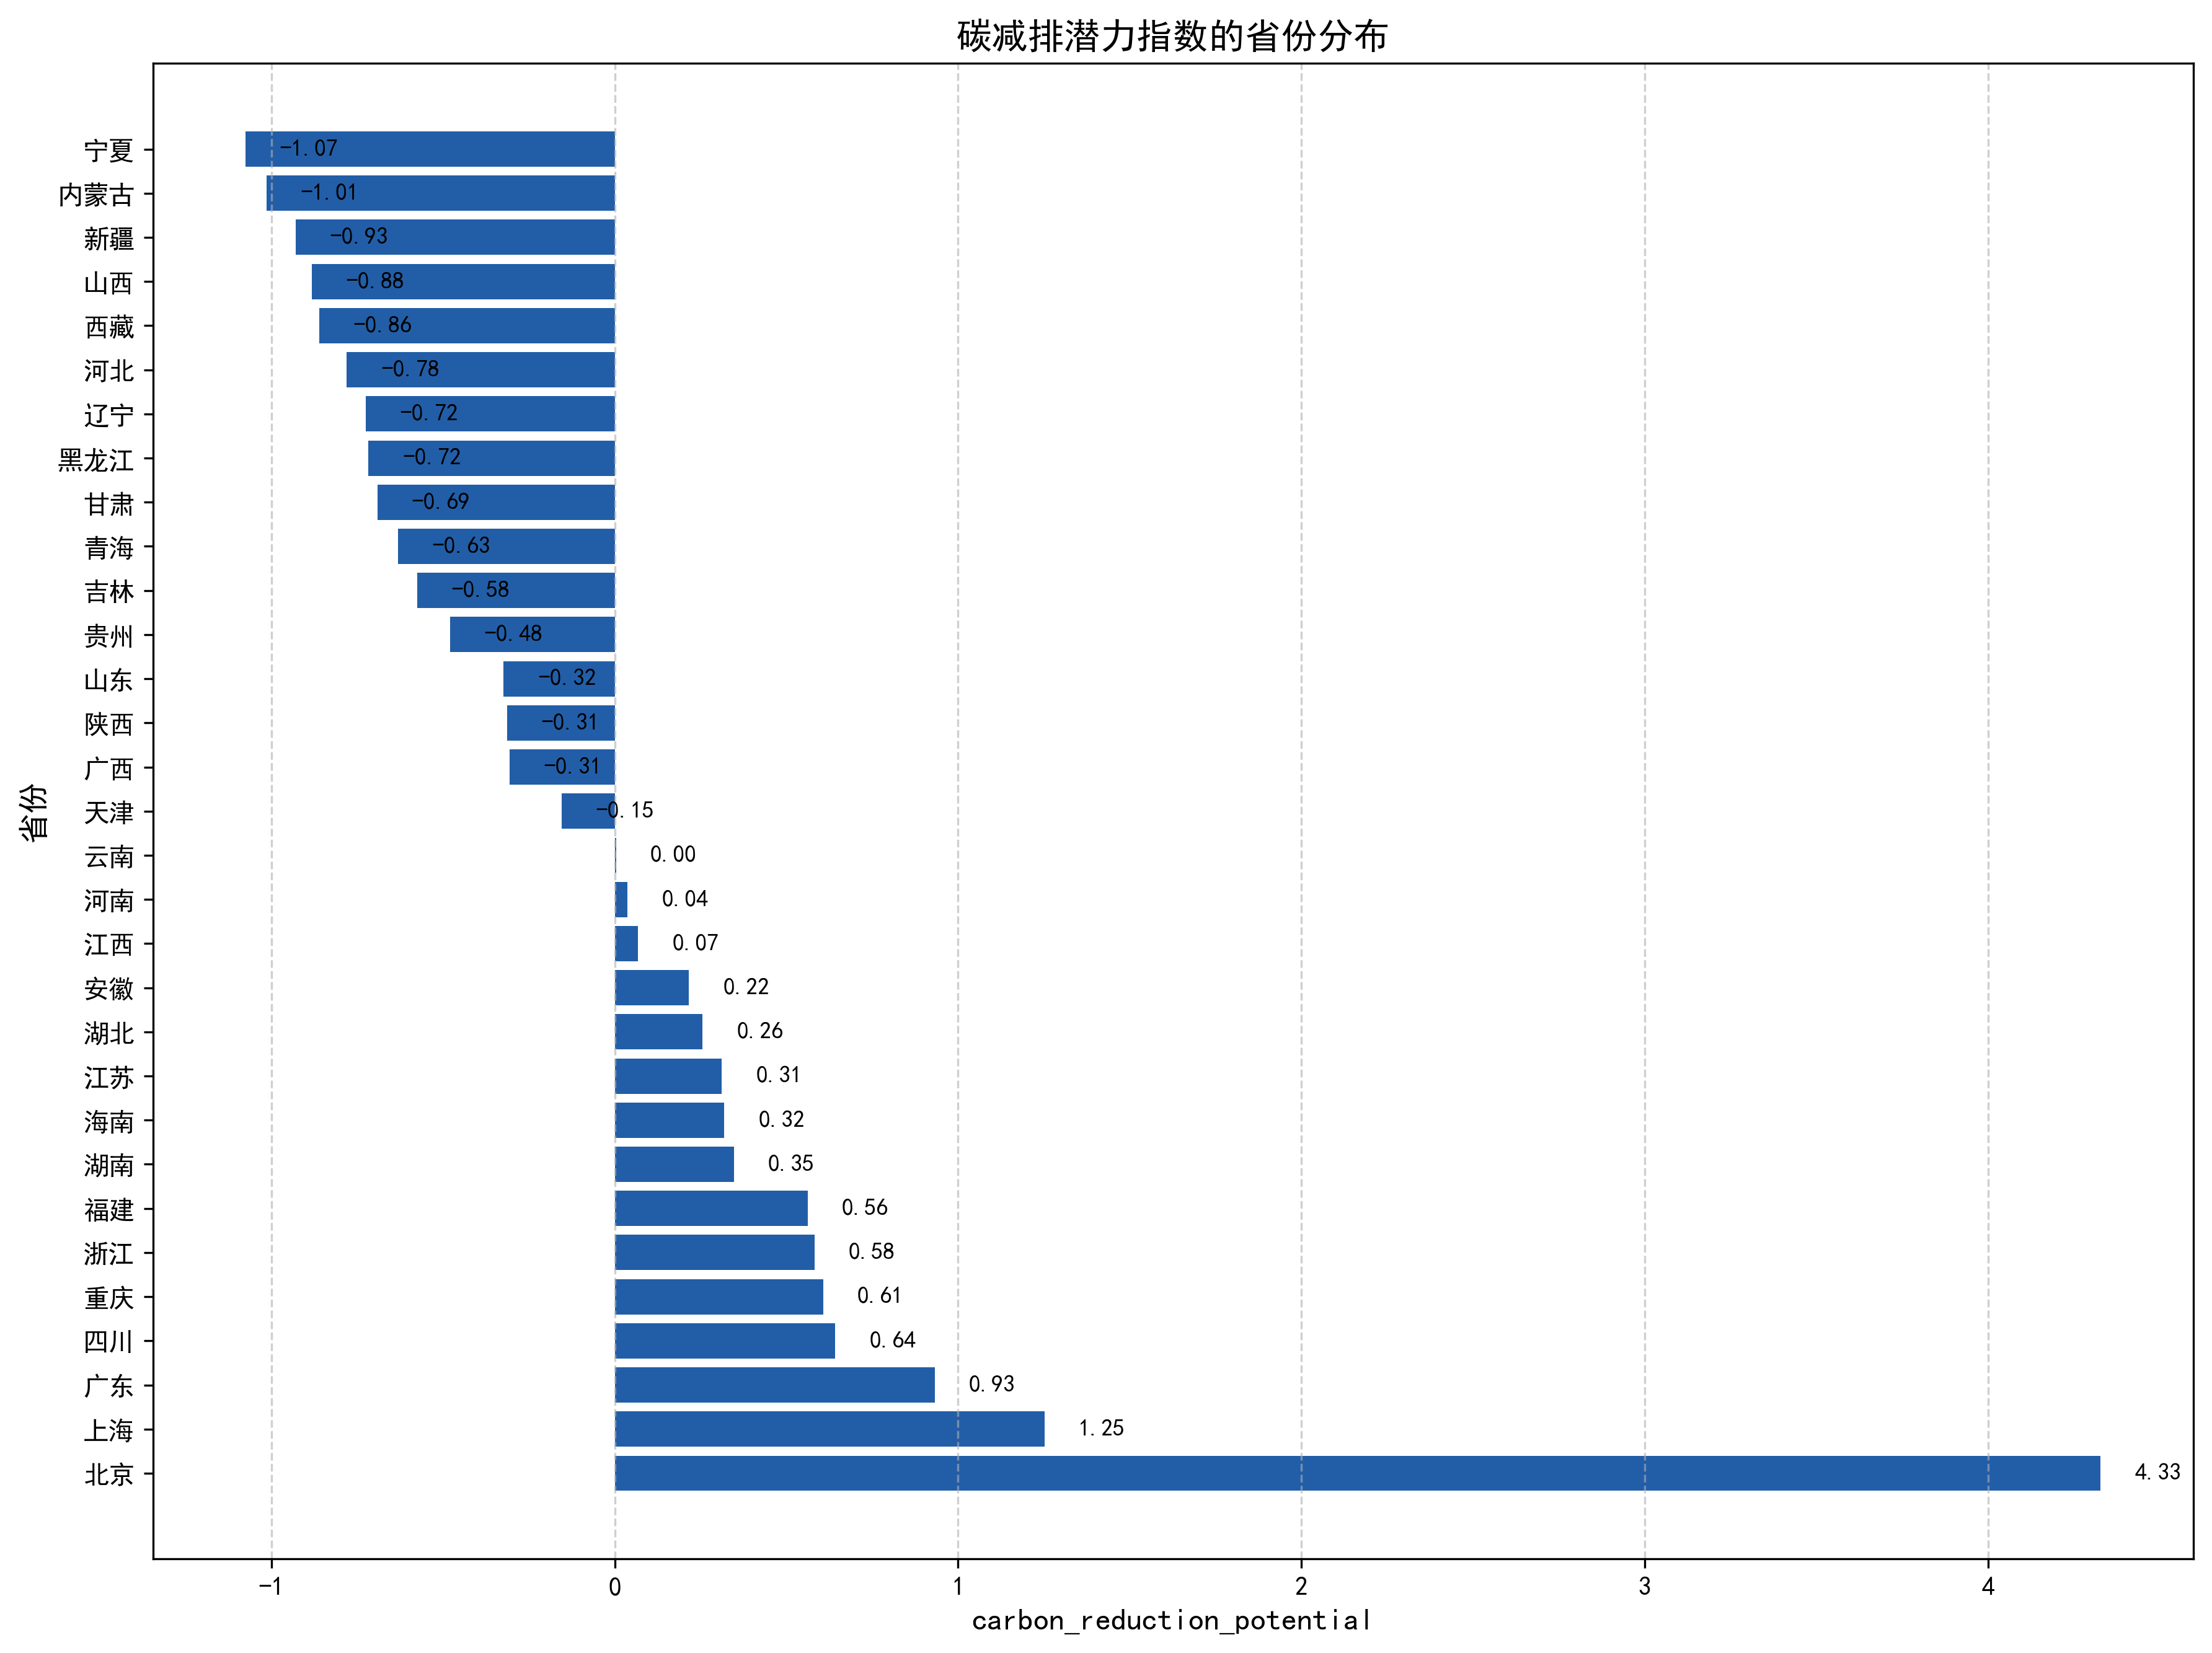 碳减排潜力指数的省份分布
省份
宁夏 -1.07
内蒙古 -1.01
新疆 -0.93
山西 -0.88
西藏 -0.86
河北 -0.78
辽宁 -0.72
黑龙江 -0.72
甘肃 -0.69
青海 -0.63
吉林 -0.58
贵州 -0.48
山东 -0.32
陕西 -0.31
广西 -0.31
天津 -0.15
云南 0.00
河南 0.04
江西 0.07
安徽 0.22
湖北 0.26
江苏 0.31
海南 0.32
湖南 0.35
福建 0.56
浙江 0.58
重庆 0.61
四川 0.64
广东 0.93
上海 1.25
北京 4.33
-1 0 1 2 3 4
carbon_reduction_potential